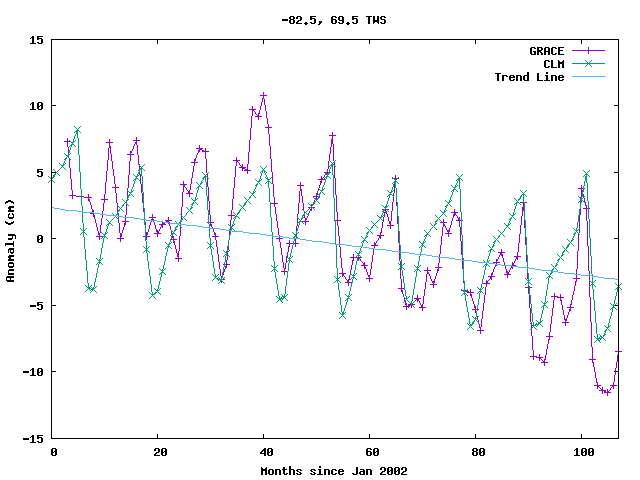 -82.5, 69.5 TWS
GRACE
CLM
Trend Line
15
10
5
0
-5
-10
-15
Anomaly (cm)
0 20 40 60 80 100
Months since Jan 2002